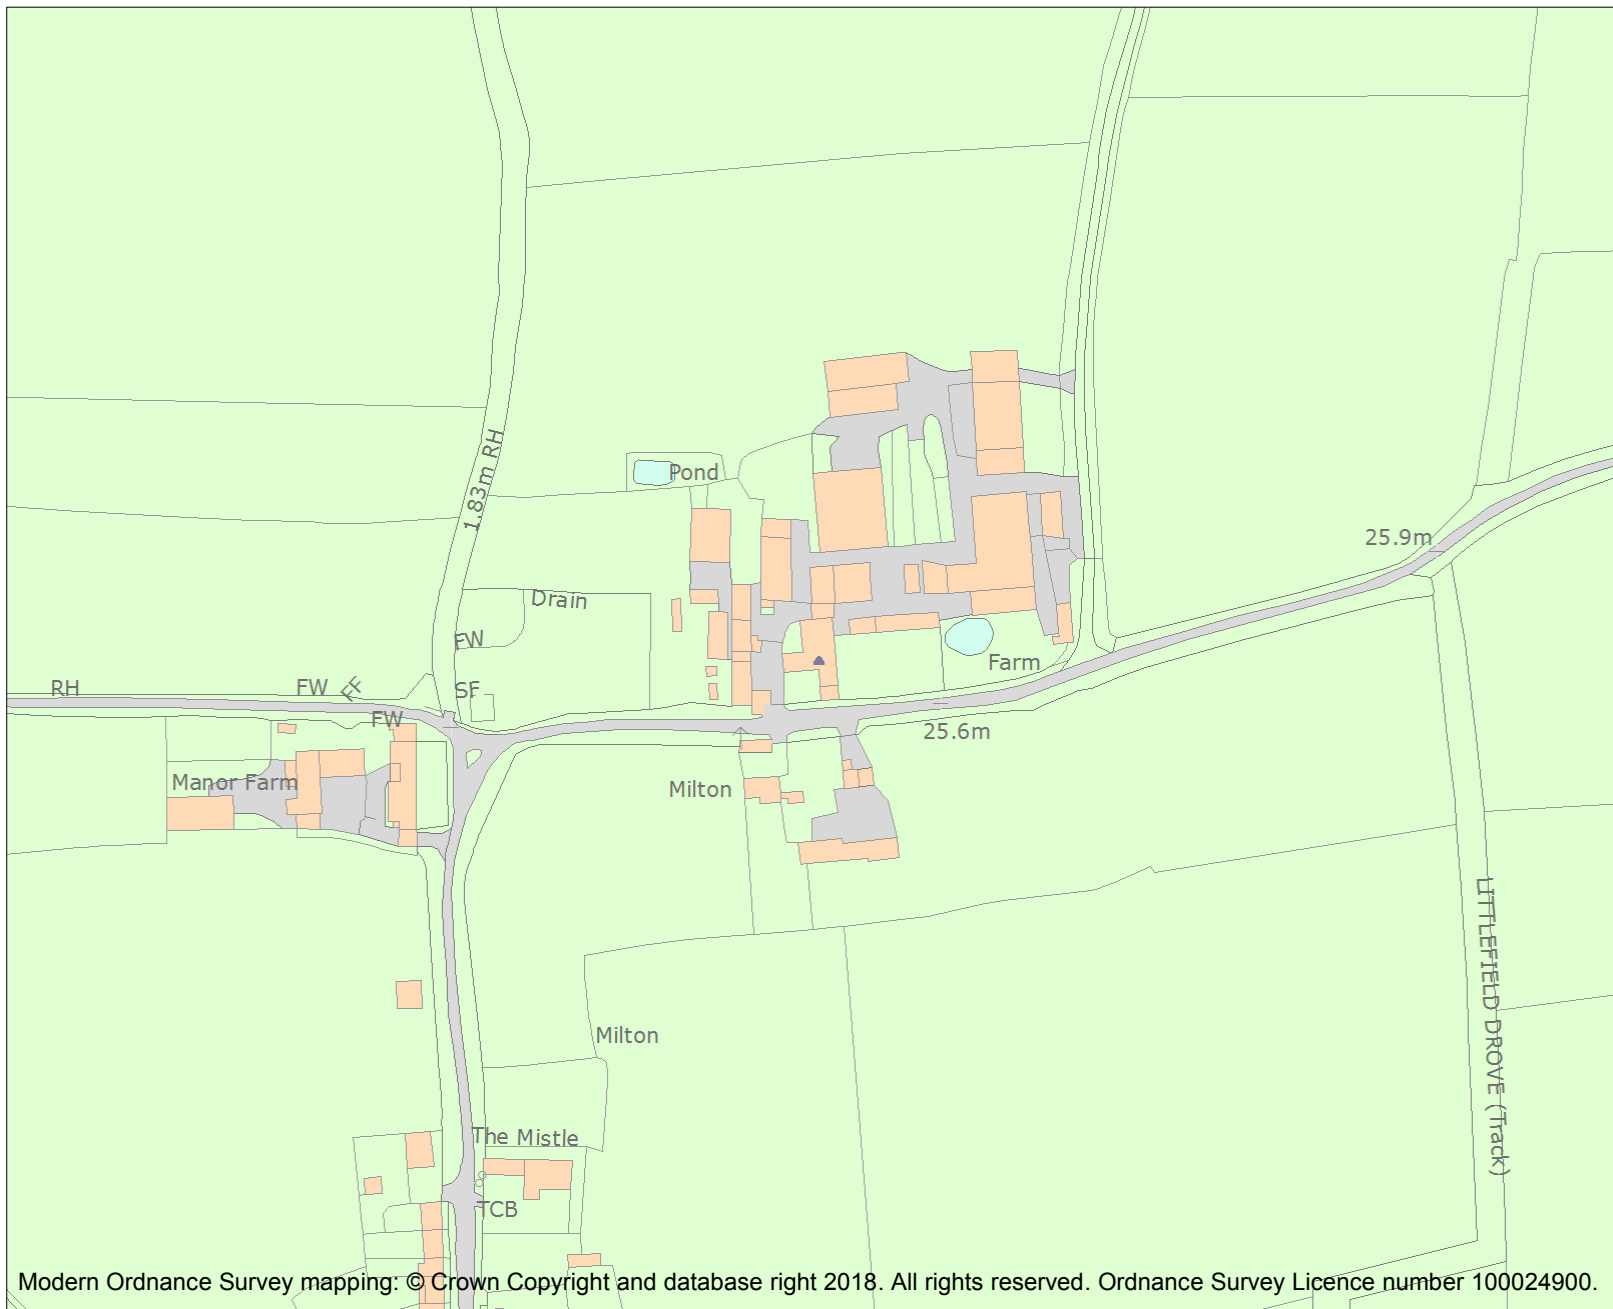 1.83m RH
Pond
25.9m
Drain
FW
Farm
RH
FW
FF
SF
FW
25.6m
Manor Farm
Milton
LITTLEFIELD DROVE (Track)
Milton
The Mistle
TCB
Modern Ordnance Survey mapping: © Crown Copyright and database right 2018. All rights reserved. Ordnance Survey Licence number 100024900.